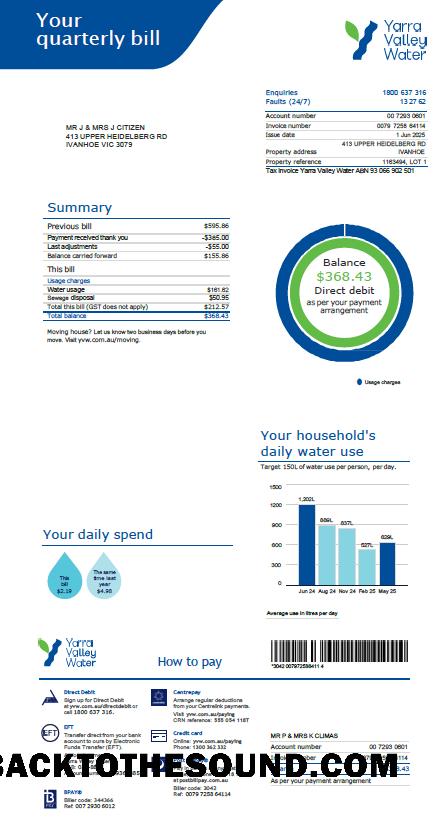 Your
quarterly bill
Yarra
Valley
Water
Enquiries 1800 637 316
Faults (24/7) 13 27 62
Account number 00 7293 0601
Invoice number 0079 7258 64114
Issue date 1 Jun 2025
413 UPPER HEIDELBERG RD
Property address IVANHOE
Property reference 1163494, LOT 1
Tax Invoice Yarra Valley Water ABN 93 066 902 501
MR J & MRS J CITIZEN
413 UPPER HEIDELBERG RD
IVANHOE VIC 3079
Summary
Previous bill $595.86
Payment received thank you -$385.00
Last adjustments -$55.00
Balance carried forward $155.86
This bill
Usage charges
Water usage $161.62
Sewage disposal $50.95
Total this bill (GST does not apply) $212.57
Total balance $368.43
Moving house? Let us know two business days before you
move. Visit yvw.com.au/moving.
Balance
$368.43
Direct debit
as per your payment
arrangement
Usage charges
Your household's
daily water use
Target 150L of water use per person, per day.
1500
1200
900
600
300
0
1,202L
889L
837L
527L
629L
Jun 24 Aug 24 Nov 24 Feb 25 May 25
Average use in litres per day
Your daily spend
This
bill
$2.19
The same
time last
year
$4.98
Yarra
Valley
Water
How to pay
*3042 007972588411 4
Direct Debit
Sign up for Direct Debit
at yvw.com.au/directdebit or
call 1800 637 316.
EFT
Transfer direct from your bank
account to ours by Electronic
Funds Transfer (EFT).
BPAY®
Biller code: 344366
Ref: 007 2930 6012
Centrepay
Arrange regular deductions
from your Centrelink payments.
Visit yvw.com.au/paying
CRN reference: 555 054 118T
Credit card
Online: yvw.com.au/paying
Phone: 1300 362 332
Biller code: 3042
Ref: 0079 7258 64114
MR P & MRS K CLIMAS
Account number 00 7293 0601
As per your payment arrangement
BACKTOTHESOUND.COM